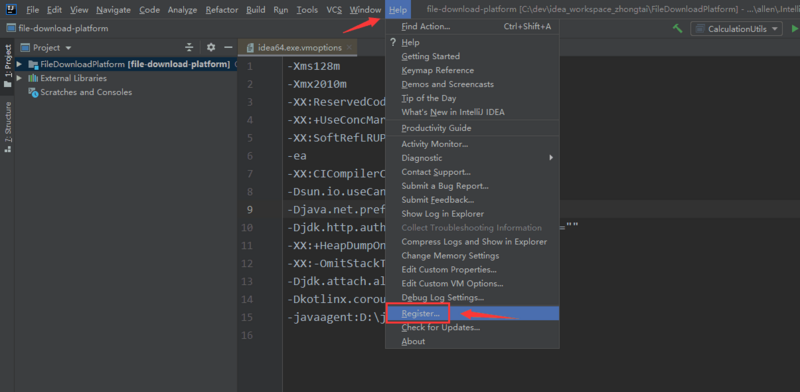 File Edit View Navigate Code Analyze Refactor Build Run Tools VCS Window Help file-download-platform [C:\dev\idea_workspace_zhongtai\FileDownloadPlatform] - ...\allen\Intelli
file-download-platform
CalculationUtils
1: Project
Project
idea64.exe.vmoptions
FileDownloadPlatform [file-download-platform]
External Libraries
Scratches and Consoles
Z: Structure
1 -Xms128m
2 -Xmx2010m
3 -XX:ReservedCod
4 -XX:+UseConcMar
5 -XX:SoftRefLRUP
6 -ea
7 -XX:CICompilerC
8 -Dsun.io.useCan
9 -Djava.net.pref
10 -Djdk.http.auth =""
11 -XX:+HeapDumpOn
12 -XX:-OmitStackT
13 -Djdk.attach.al
14 -Dkotlinx.corou
15 -javaagent:D:\j
16
Find Action... Ctrl+Shift+A
? Help
Getting Started
Keymap Reference
Demos and Screencasts
Tip of the Day
What's New in IntelliJ IDEA
Productivity Guide
Activity Monitor...
Diagnostic
Contact Support...
Submit a Bug Report...
Submit Feedback...
Show Log in Explorer
Collect Troubleshooting Information
Compress Logs and Show in Explorer
Change Memory Settings
Edit Custom Properties...
Edit Custom VM Options...
Debug Log Settings...
Register...
Check for Updates...
About